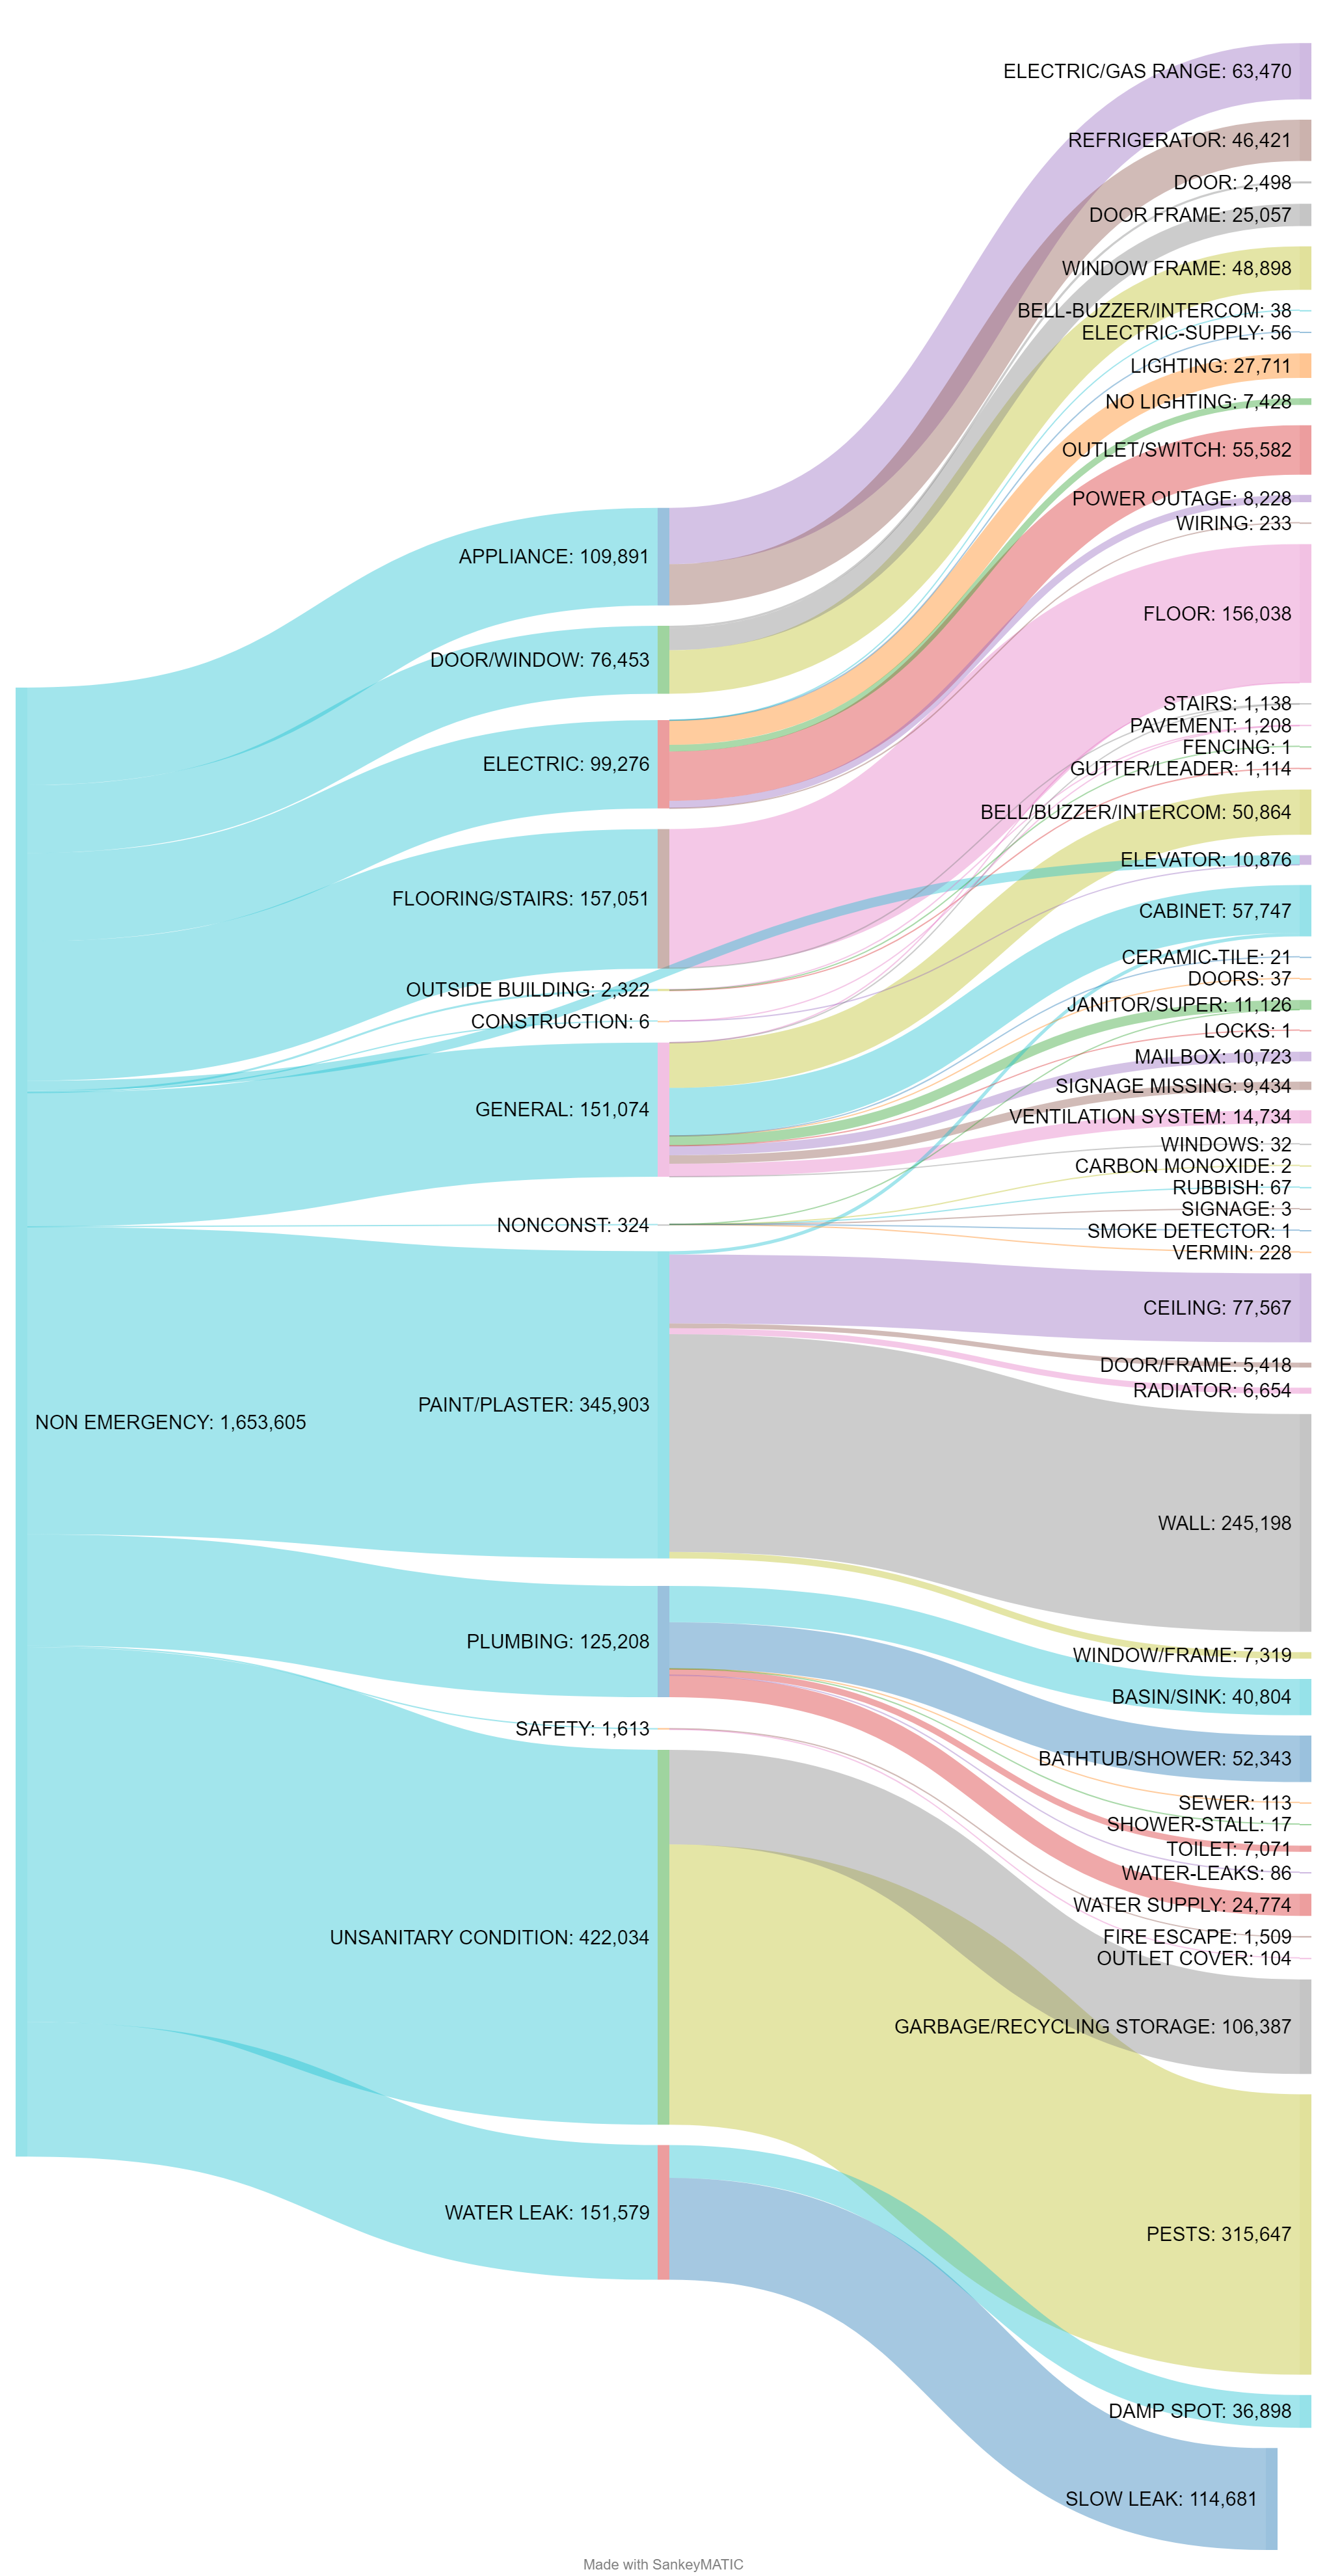 ELECTRIC/GAS RANGE: 63,470
REFRIGERATOR: 46,421
DOOR: 2,498
DOOR FRAME: 25,057
WINDOW FRAME: 48,898
BELL-BUZZER/INTERCOM: 38
ELECTRIC-SUPPLY: 56
LIGHTING: 27,711
NO LIGHTING: 7,428
OUTLET/SWITCH: 55,582
POWER OUTAGE: 8,228
WIRING: 233
APPLIANCE: 109,891
FLOOR: 156,038
DOOR/WINDOW: 76,453
STAIRS: 1,138
PAVEMENT: 1,208
FENCING: 1
ELECTRIC: 99,276
GUTTER/LEADER: 1,114
BELL/BUZZER/INTERCOM: 50,864
ELEVATOR: 10,876
FLOORING/STAIRS: 157,051
CABINET: 57,747
CERAMIC-TILE: 21
DOORS: 37
OUTSIDE BUILDING: 2,322
JANITOR/SUPER: 11,126
CONSTRUCTION: 6
LOCKS: 1
MAILBOX: 10,723
SIGNAGE MISSING: 9,434
GENERAL: 151,074
VENTILATION SYSTEM: 14,734
WINDOWS: 32
CARBON MONOXIDE: 2
RUBBISH: 67
SIGNAGE: 3
NONCONST: 324
SMOKE DETECTOR: 1
VERMIN: 228
CEILING: 77,567
DOOR/FRAME: 5,418
RADIATOR: 6,654
PAINT/PLASTER: 345,903
NON EMERGENCY: 1,653,605
WALL: 245,198
PLUMBING: 125,208
WINDOW/FRAME: 7,319
BASIN/SINK: 40,804
SAFETY: 1,613
BATHTUB/SHOWER: 52,343
SEWER: 113
SHOWER-STALL: 17
TOILET: 7,071
WATER-LEAKS: 86
WATER SUPPLY: 24,774
UNSANITARY CONDITION: 422,034
FIRE ESCAPE: 1,509
OUTLET COVER: 104
GARBAGE/RECYCLING STORAGE: 106,387
WATER LEAK: 151,579
PESTS: 315,647
DAMP SPOT: 36,898
SLOW LEAK: 114,681
Made with SankeyMATIC